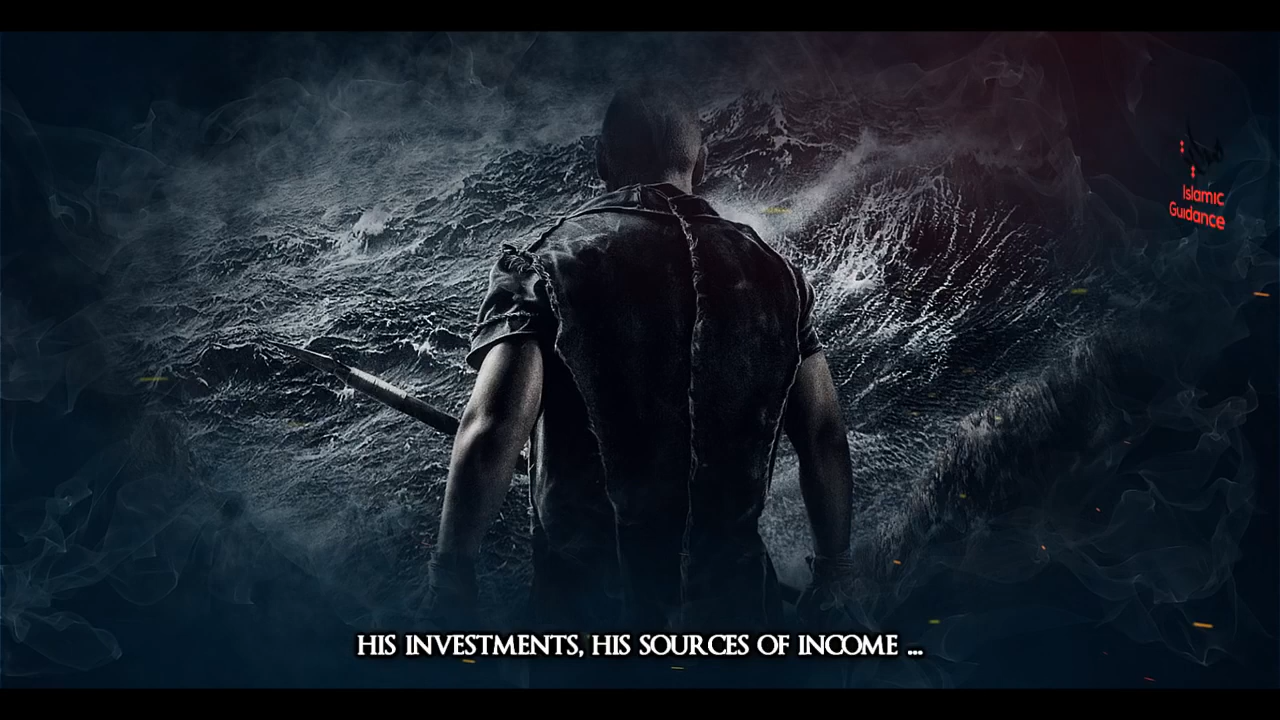 Islamic
Guidance
HIS INVESTMENTS, HIS SOURCES OF INCOME ...